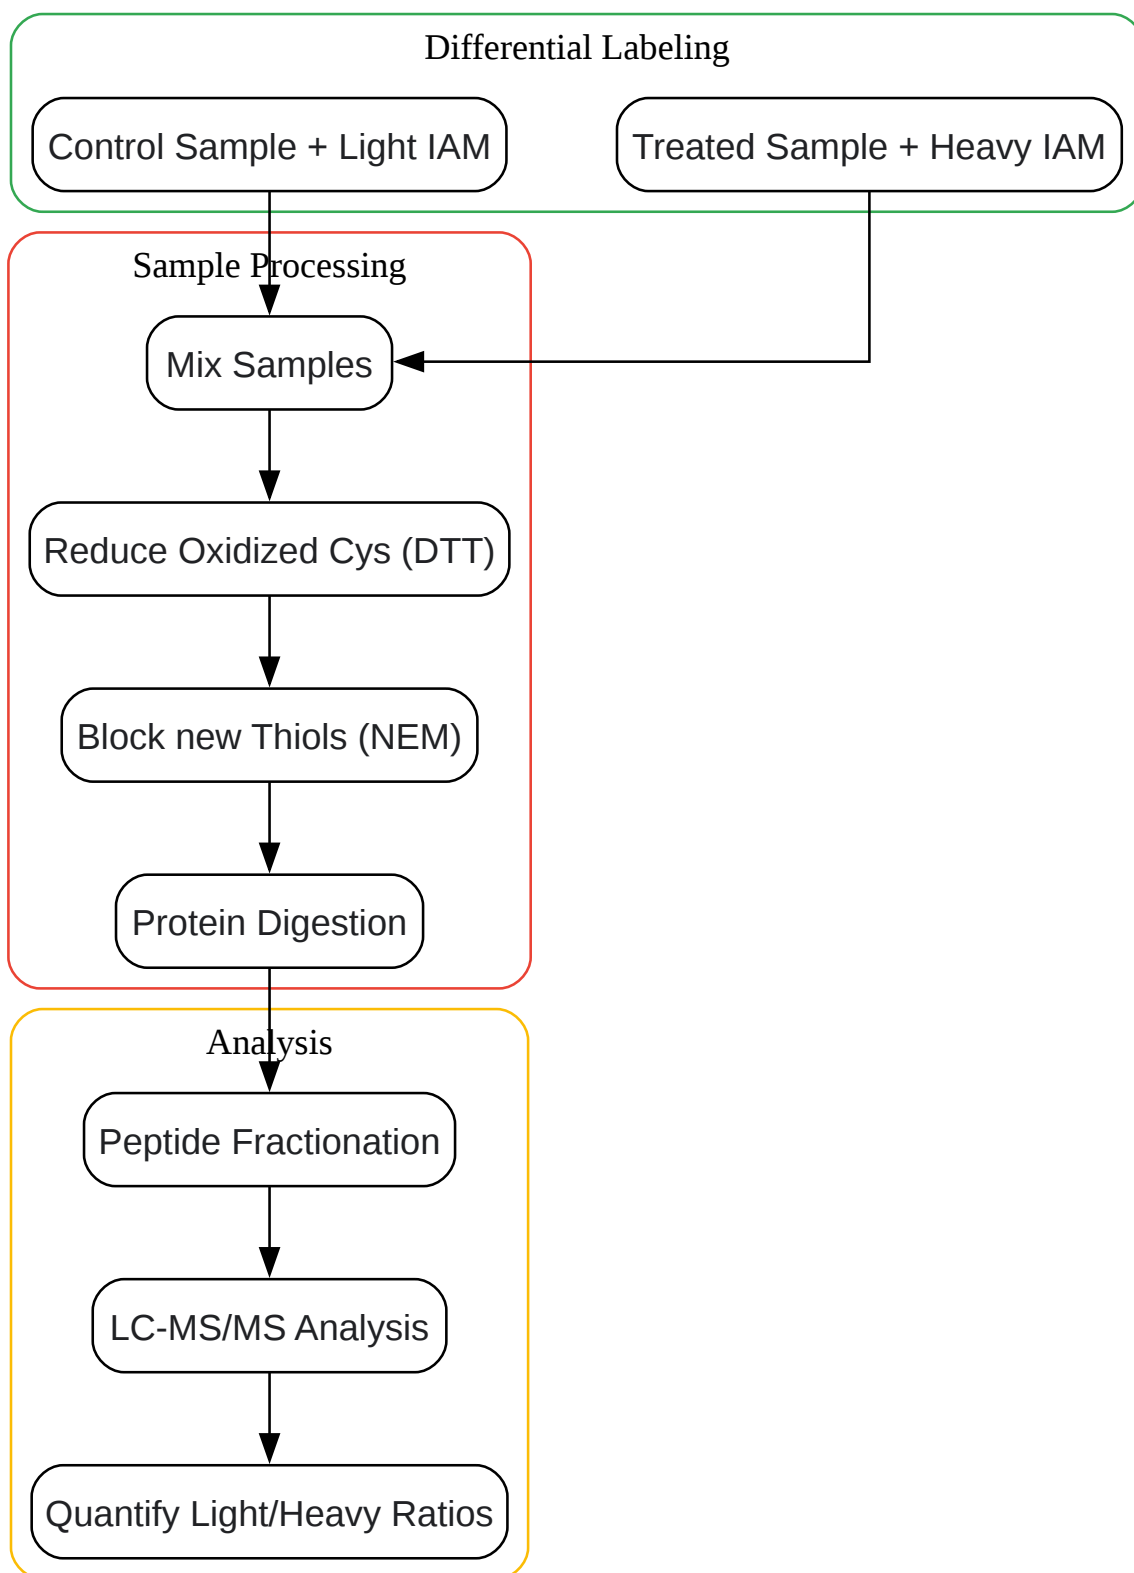 Differential Labeling
Control Sample + Light IAM
Treated Sample + Heavy IAM
Sample Processing
Mix Samples
Reduce Oxidized Cys (DTT)
Block new Thiols (NEM)
Protein Digestion
Analysis
Peptide Fractionation
LC-MS/MS Analysis
Quantify Light/Heavy Ratios